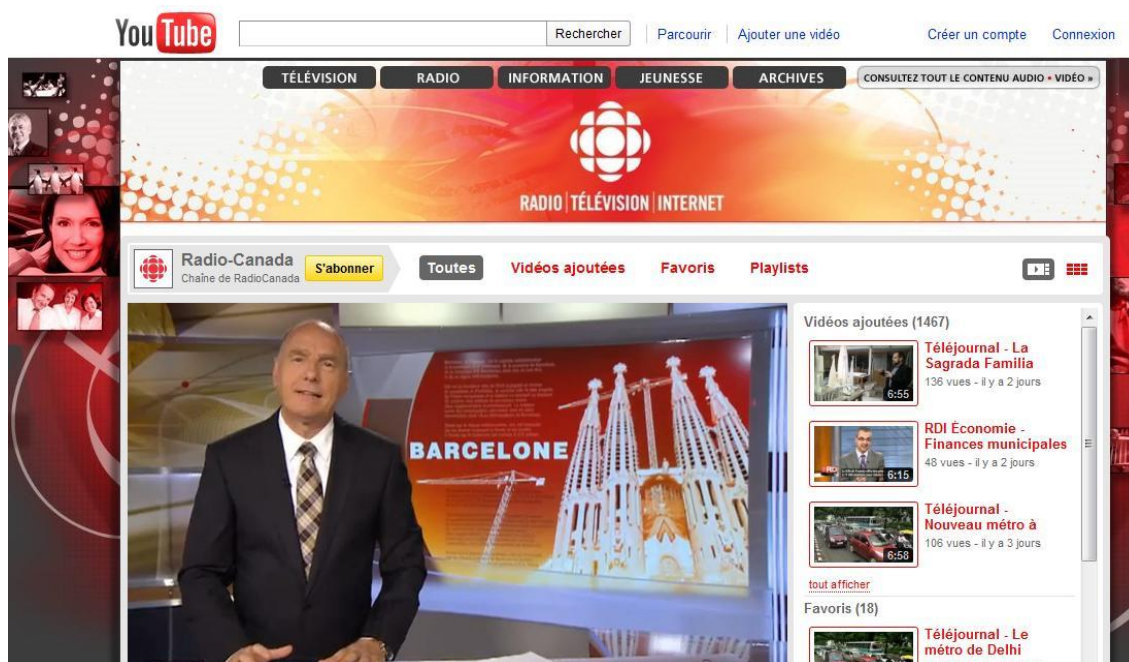 YouTube
Rechercher
Parcourir
Ajouter une vidéo
Créer un compte
Connexion
TÉLÉVISION
RADIO
INFORMATION
JEUNESSE
ARCHIVES
CONSULTEZ TOUT LE CONTENU AUDIO • VIDÉO »
RADIO | TÉLÉVISION | INTERNET
Radio-Canada
Chaîne de RadioCanada
S'abonner
Toutes
Vidéos ajoutées
Favoris
Playlists
BARCELONE
Vidéos ajoutées (1467)
6:55
Téléjournal - La
Sagrada Familia
136 vues - il y a 2 jours
6:15
RDI Économie -
Finances municipales
48 vues - il y a 2 jours
6:58
Téléjournal -
Nouveau métro à
106 vues - il y a 3 jours
tout afficher
Favoris (18)
Téléjournal - Le
métro de Delhi